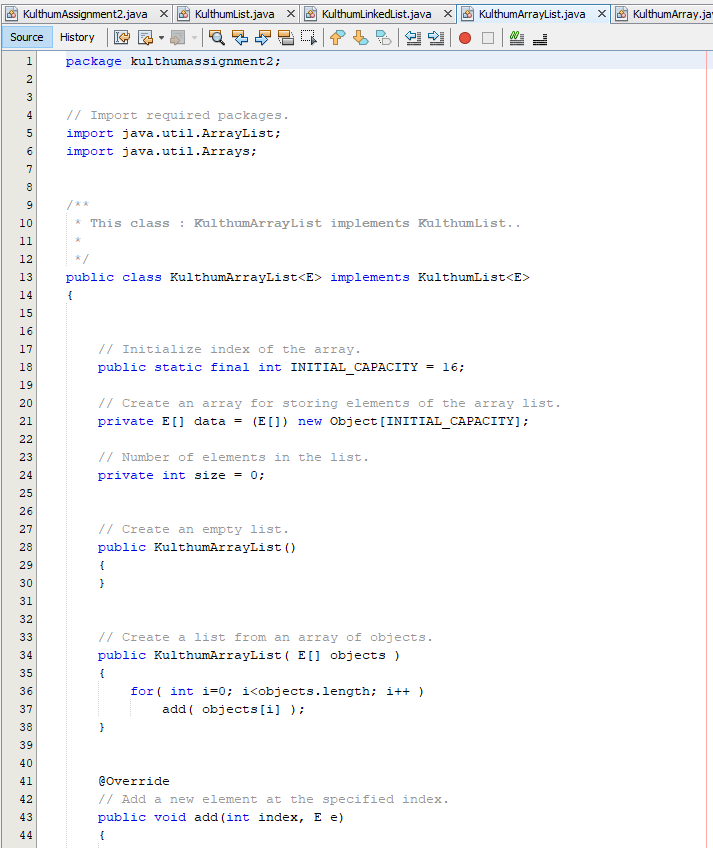 KulthumAssignment2.java KulthumList.java KulthumLinkedList.java KulthumArrayList.java KulthumArray.ja
Source History
1 package kulthumassignment2;
2
3
4 // Import required packages.
5 import java.util.ArrayList;
6 import java.util.Arrays;
7
8
9 /**
10 * This class : KulthumArrayList implements KulthumList..
11 *
12 */
13 public class KulthumArrayList<E> implements KulthumList<E>
14 {
15
16
17 // Initialize index of the array.
18 public static final int INITIAL_CAPACITY = 16;
19
20 // Create an array for storing elements of the array list.
21 private E[] data = (E[]) new Object[INITIAL_CAPACITY];
22
23 // Number of elements in the list.
24 private int size = 0;
25
26
27 // Create an empty list.
28 public KulthumArrayList()
29 {
30 }
31
32
33 // Create a list from an array of objects.
34 public KulthumArrayList( E[] objects )
35 {
36 for( int i=0; i<objects.length; i++ )
37 add( objects[i] );
38 }
39
40
41 @Override
42 // Add a new element at the specified index.
43 public void add(int index, E e)
44 {